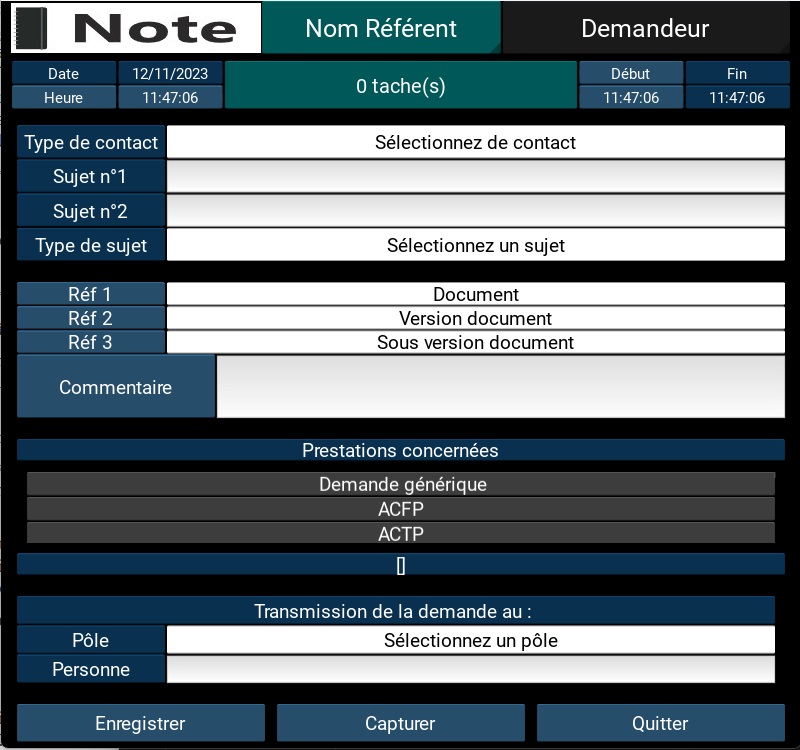 Note
Nom Référent
Demandeur
Date 12/11/2023
Heure 11:47:06
0 tache(s)
Début Fin
11:47:06 11:47:06
Type de contact Sélectionnez de contact
Sujet n°1
Sujet n°2
Type de sujet Sélectionnez un sujet
Réf 1 Document
Réf 2 Version document
Réf 3 Sous version document
Commentaire
Prestations concernées
Demande générique
ACFP
ACTP
[]
Transmission de la demande au :
Pôle Sélectionnez un pôle
Personne
Enregistrer Capturer Quitter